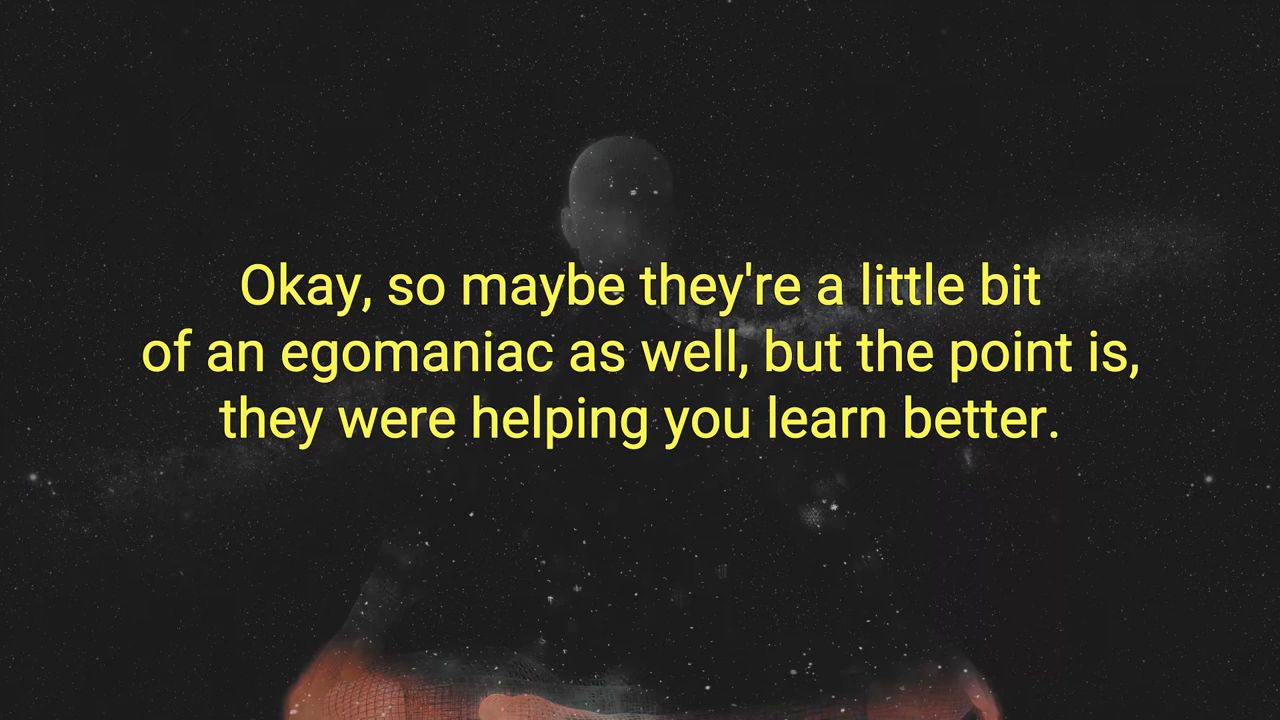 Okay, so maybe they're a little bit
of an egomaniac as well, but the point is,
they were helping you learn better.